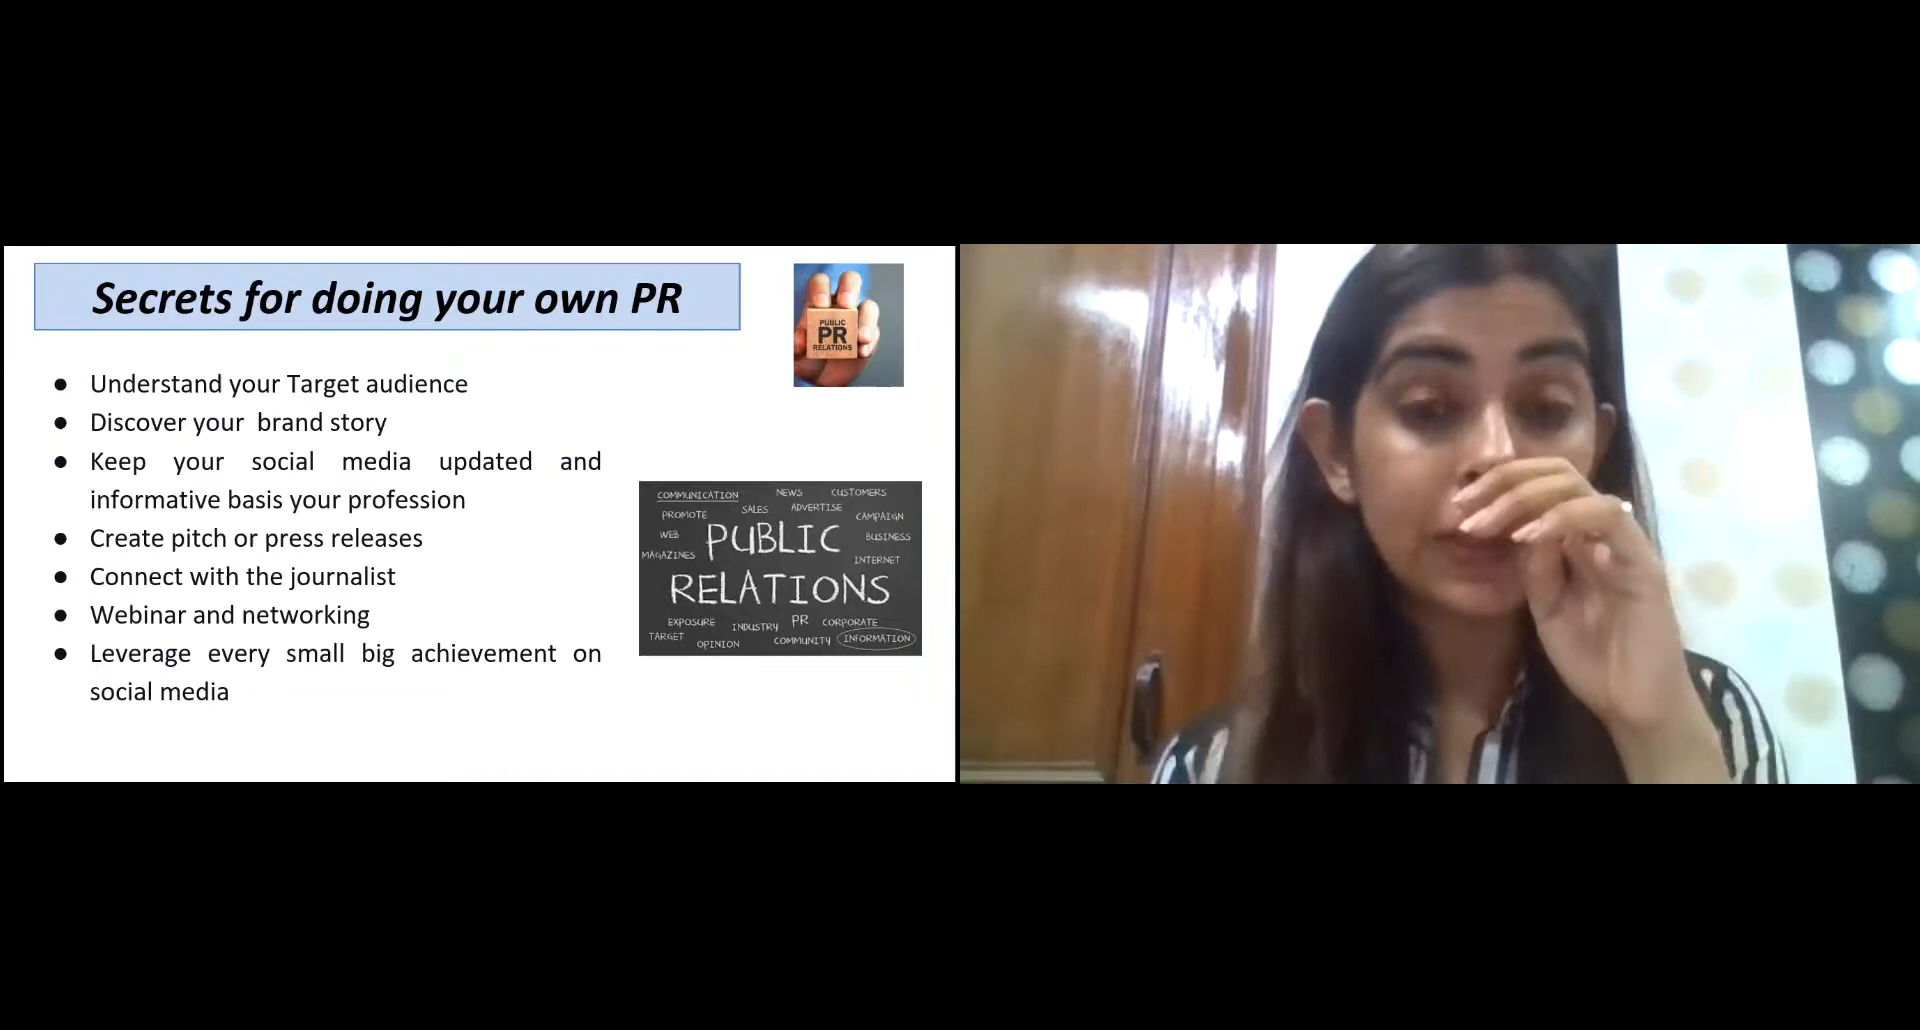 Secrets for doing your own PR
PUBLIC
PR
RELATIONS
● Understand your Target audience
● Discover your brand story
● Keep your social media updated and
informative basis your profession
● Create pitch or press releases
● Connect with the journalist
● Webinar and networking
● Leverage every small big achievement on
social media
COMMUNICATION NEWS CUSTOMERS
PROMOTE SALES ADVERTISE CAMPAIGN
WEB PUBLIC BUSINESS
MAGAZINES INTERNET
RELATIONS
EXPOSURE INDUSTRY PR CORPORATE
TARGET OPINION COMMUNITY INFORMATION